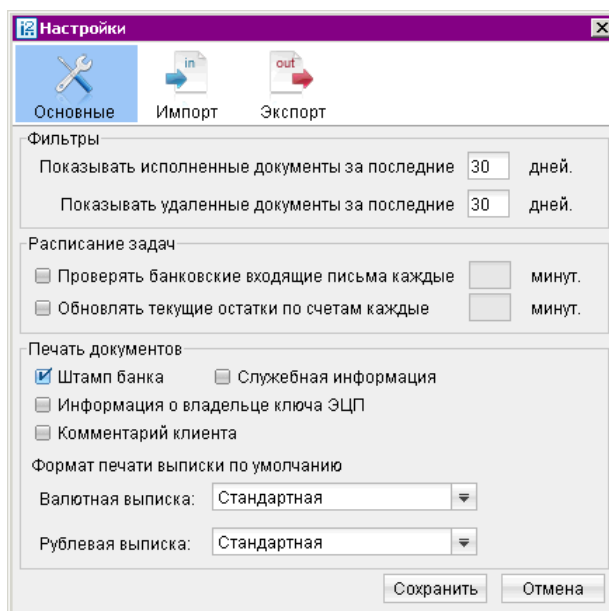 i2 Настройки
in
out
Основные Импорт Экспорт
Фильтры
Показывать исполненные документы за последние 30 дней.
Показывать удаленные документы за последние 30 дней.
Расписание задач
Проверять банковские входящие письма каждые минут.
Обновлять текущие остатки по счетам каждые минут.
Печать документов
Штамп банка Служебная информация
Информация о владельце ключа ЭЦП
Комментарий клиента
Формат печати выписки по умолчанию
Валютная выписка: Стандартная
Рублевая выписка: Стандартная
Сохранить Отмена